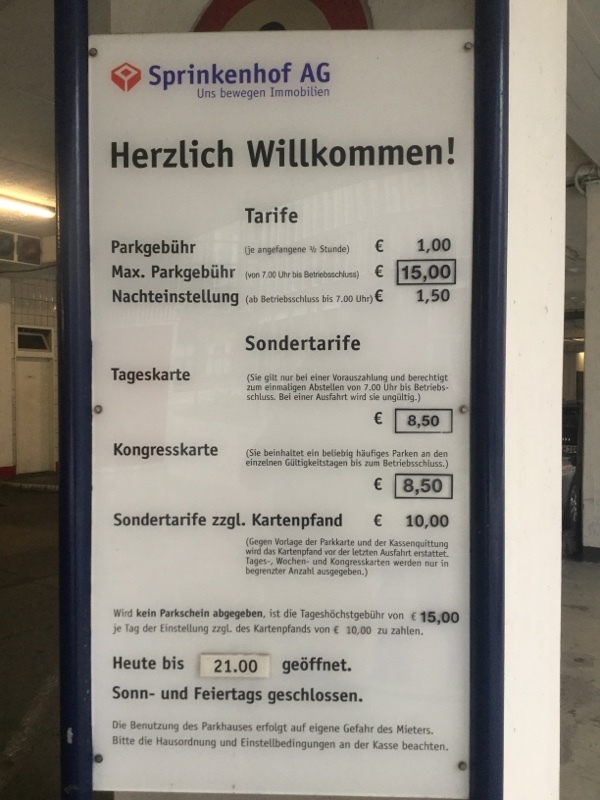 Sprinkenhof AG
Uns bewegen Immobilien
Herzlich Willkommen!
Tarife
Parkgebühr (je angefangene ½ Stunde) € 1,00
Max. Parkgebühr (von 7.00 Uhr bis Betriebsschluss) € 15,00
Nachteinstellung (ab Betriebsschluss bis 7.00 Uhr) € 1,50
Sondertarife
Tageskarte (Sie gilt nur bei einer Vorauszahlung und berechtigt
zum einmaligen Abstellen von 7.00 Uhr bis Betriebs-
schluss. Bei einer Ausfahrt wird sie ungültig.)
€ 8,50
Kongresskarte (Sie beinhaltet ein beliebig häufiges Parken an den
einzelnen Gültigkeitstagen bis zum Betriebsschluss.)
€ 8,50
Sondertarife zzgl. Kartenpfand € 10,00
(Gegen Vorlage der Parkkarte und der Kassenquittung
wird das Kartenpfand vor der letzten Ausfahrt erstattet.
Tages-, Wochen- und Kongresskarten werden nur in
begrenzter Anzahl ausgegeben.)
Wird kein Parkschein abgegeben, ist die Tageshöchstgebühr von € 15,00
je Tag der Einstellung zzgl. des Kartenpfands von € 10,00 zu zahlen.
Heute bis 21.00 geöffnet.
Sonn- und Feiertags geschlossen.
Die Benutzung des Parkhauses erfolgt auf eigene Gefahr des Mieters.
Bitte die Hausordnung und Einstellbedingungen an der Kasse beachten.